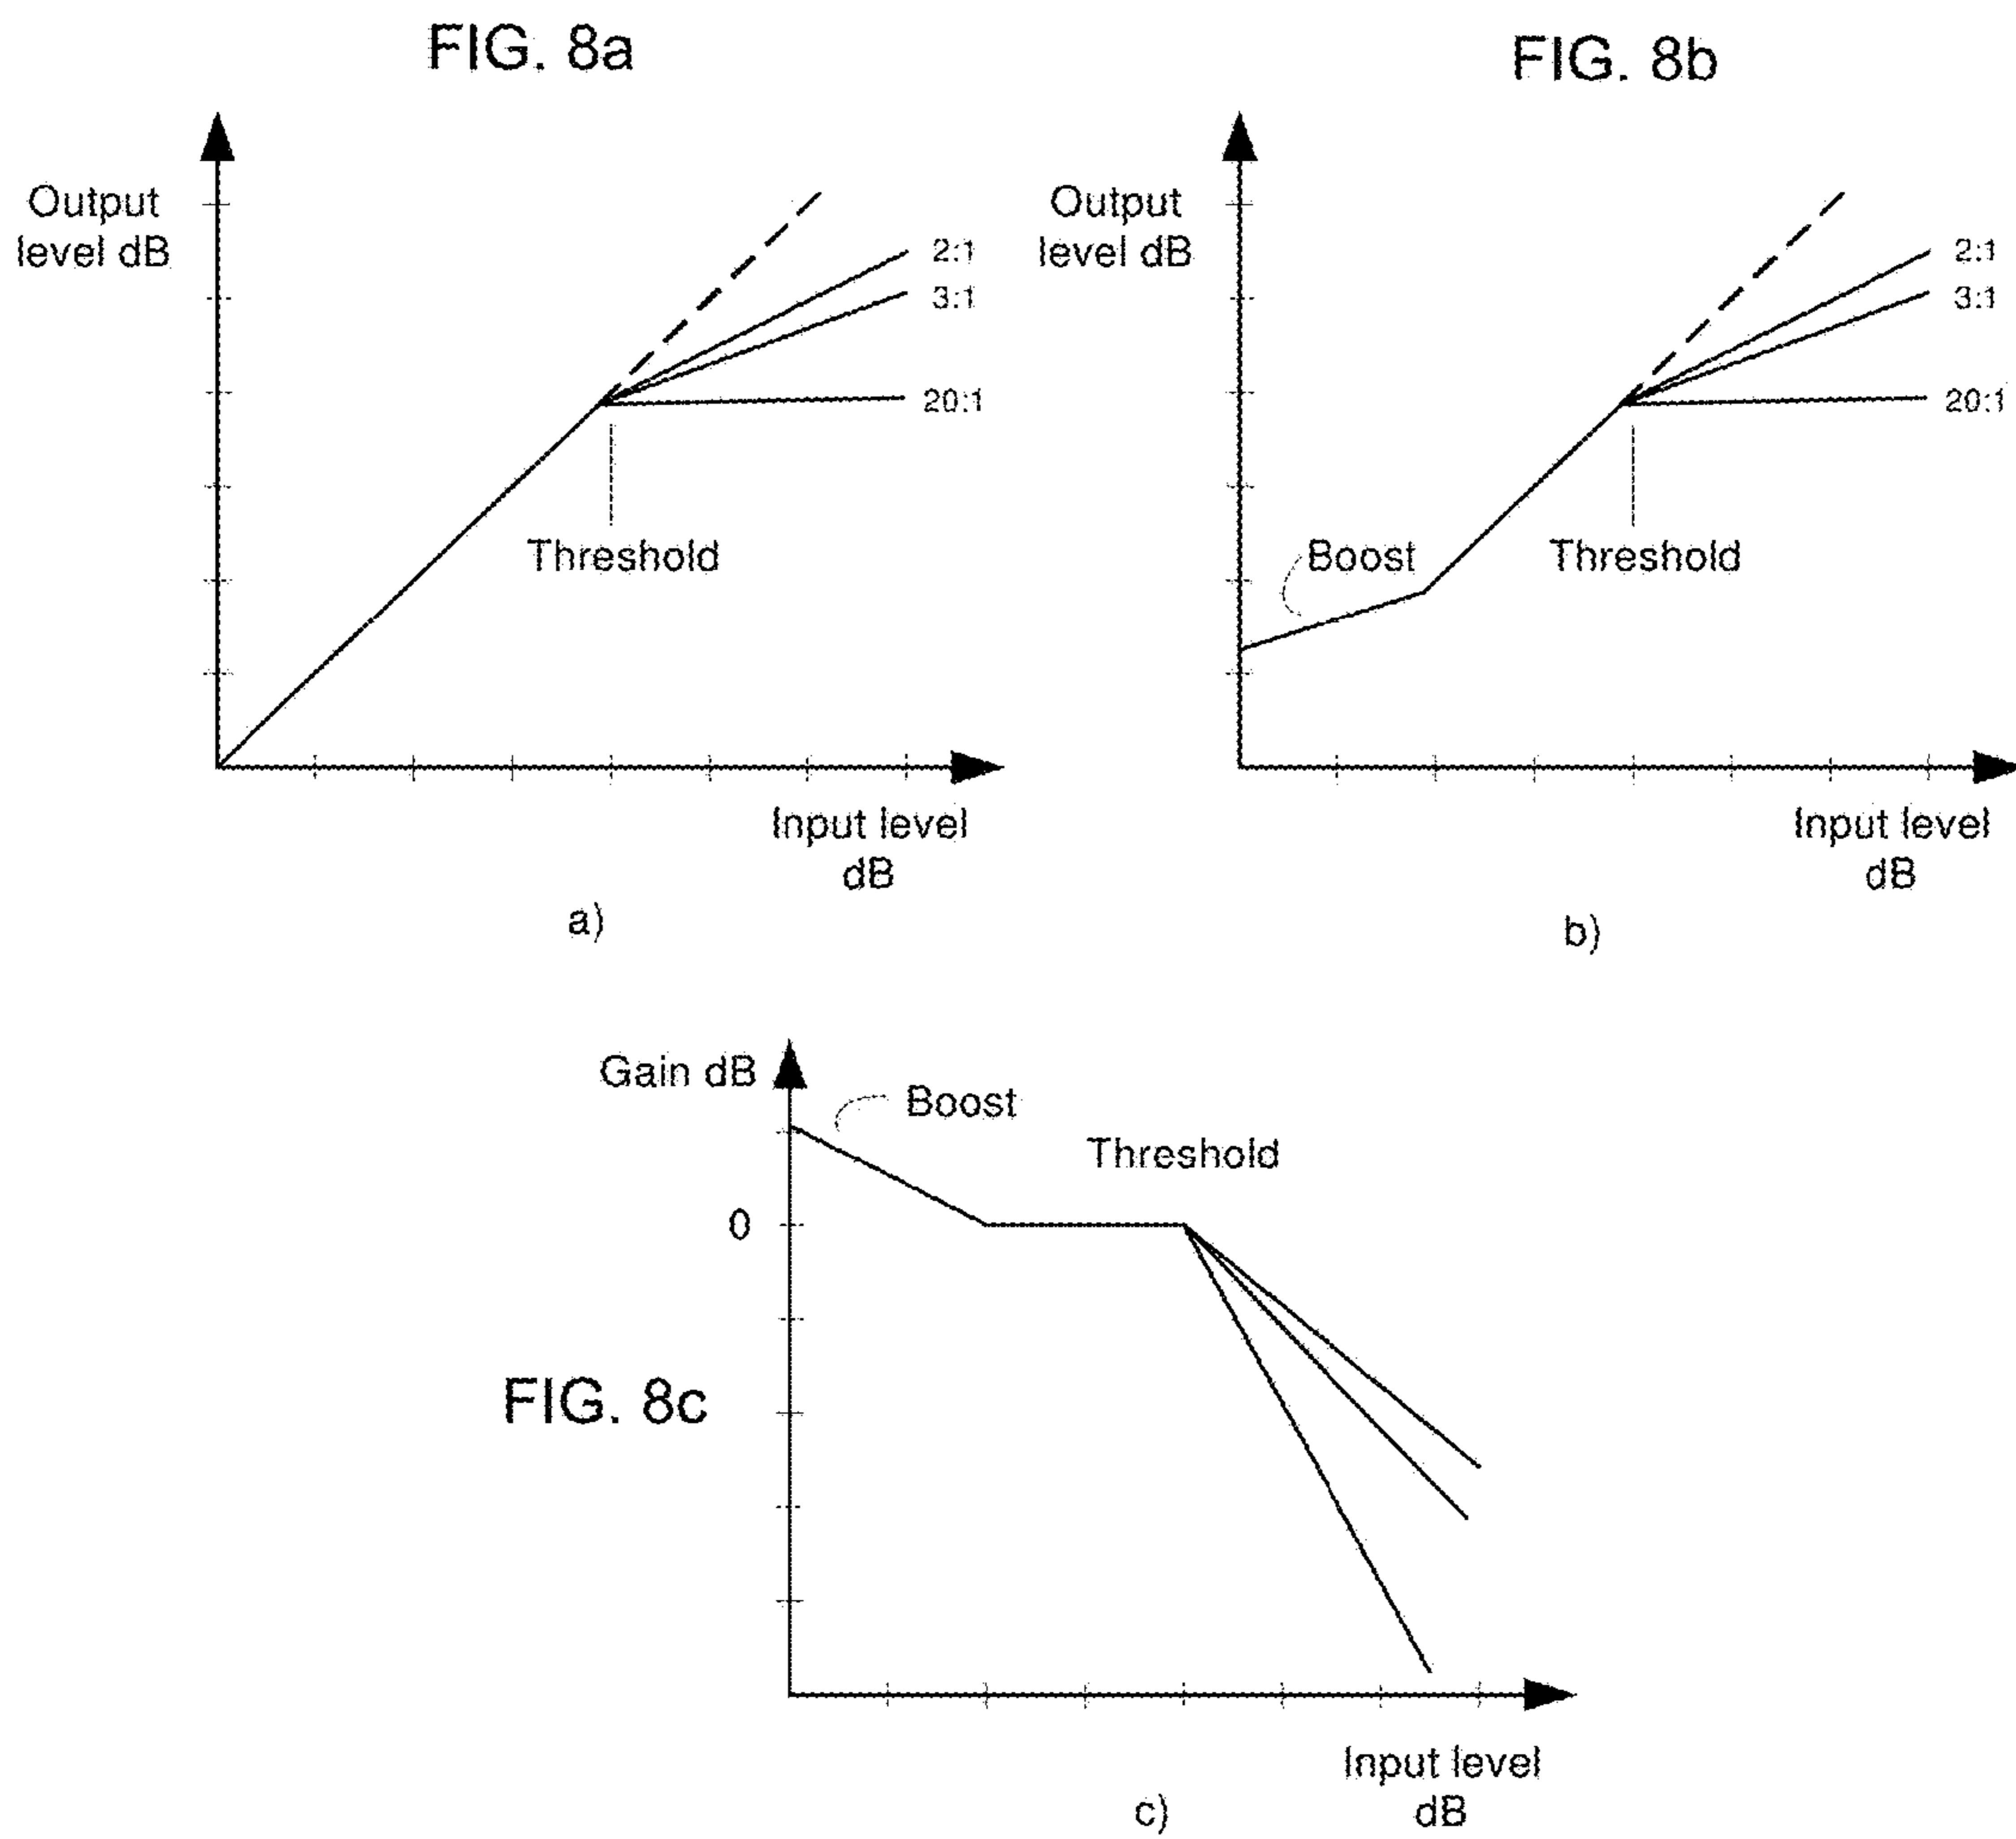 FIG. 8a
Output
level dB
2:1
3:1
20:1
Threshold
Input level
dB
a)
FIG. 8b
Output
level dB
2:1
3:1
20:1
Boost
Threshold
Input level
dB
b)
Gain dB
Boost
Threshold
0
FIG. 8c
Input level
dB
c)